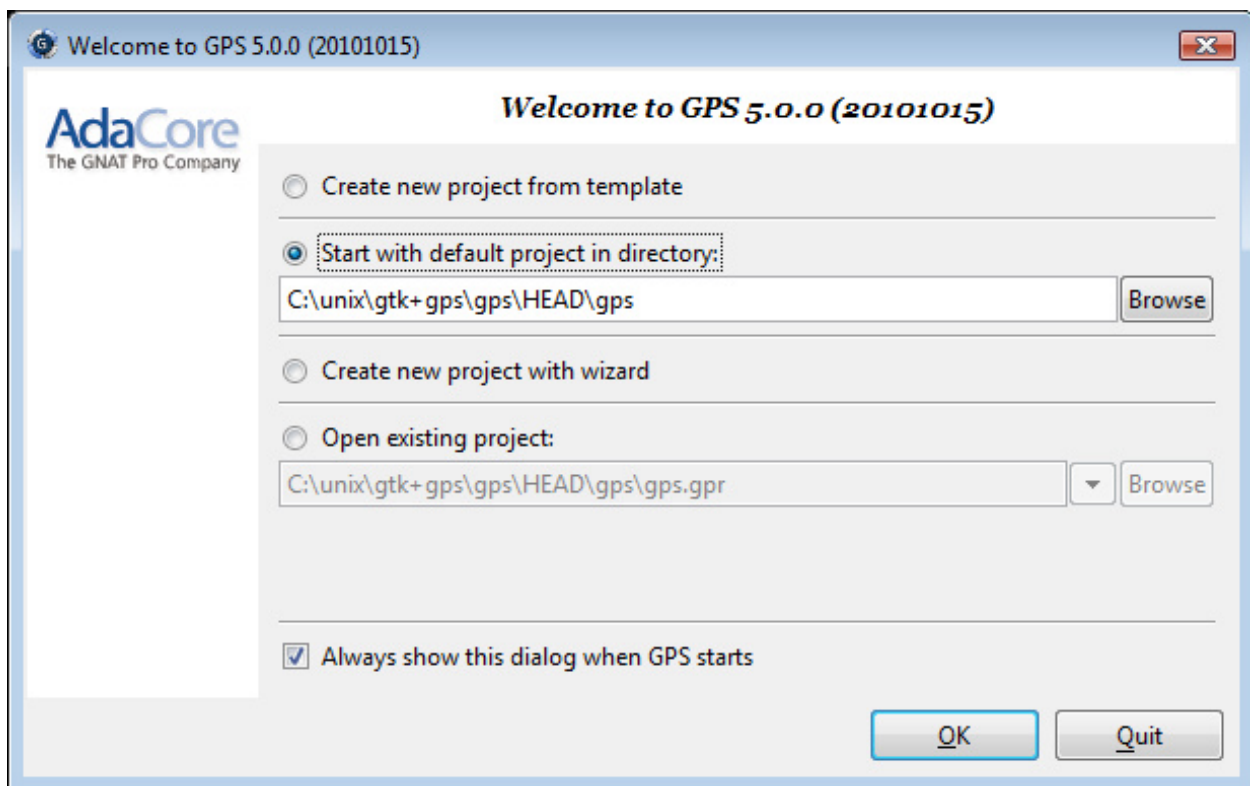 Welcome to GPS 5.0.0 (20101015)
AdaCore
The GNAT Pro Company
Welcome to GPS 5.0.0 (20101015)
Create new project from template
Start with default project in directory:
C:\unix\gtk+gps\gps\HEAD\gps
Browse
Create new project with wizard
Open existing project:
C:\unix\gtk+gps\gps\HEAD\gps\gps.gpr
Browse
Always show this dialog when GPS starts
OK
Quit